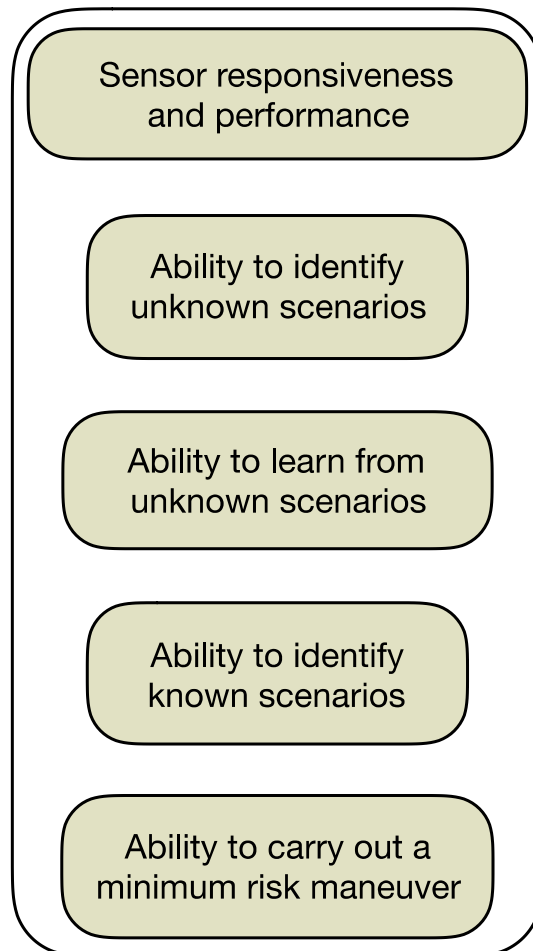 Sensor responsiveness
and performance
Ability to identify
unknown scenarios
Ability to learn from
unknown scenarios
Ability to identify
known scenarios
Ability to carry out a
minimum risk maneuver